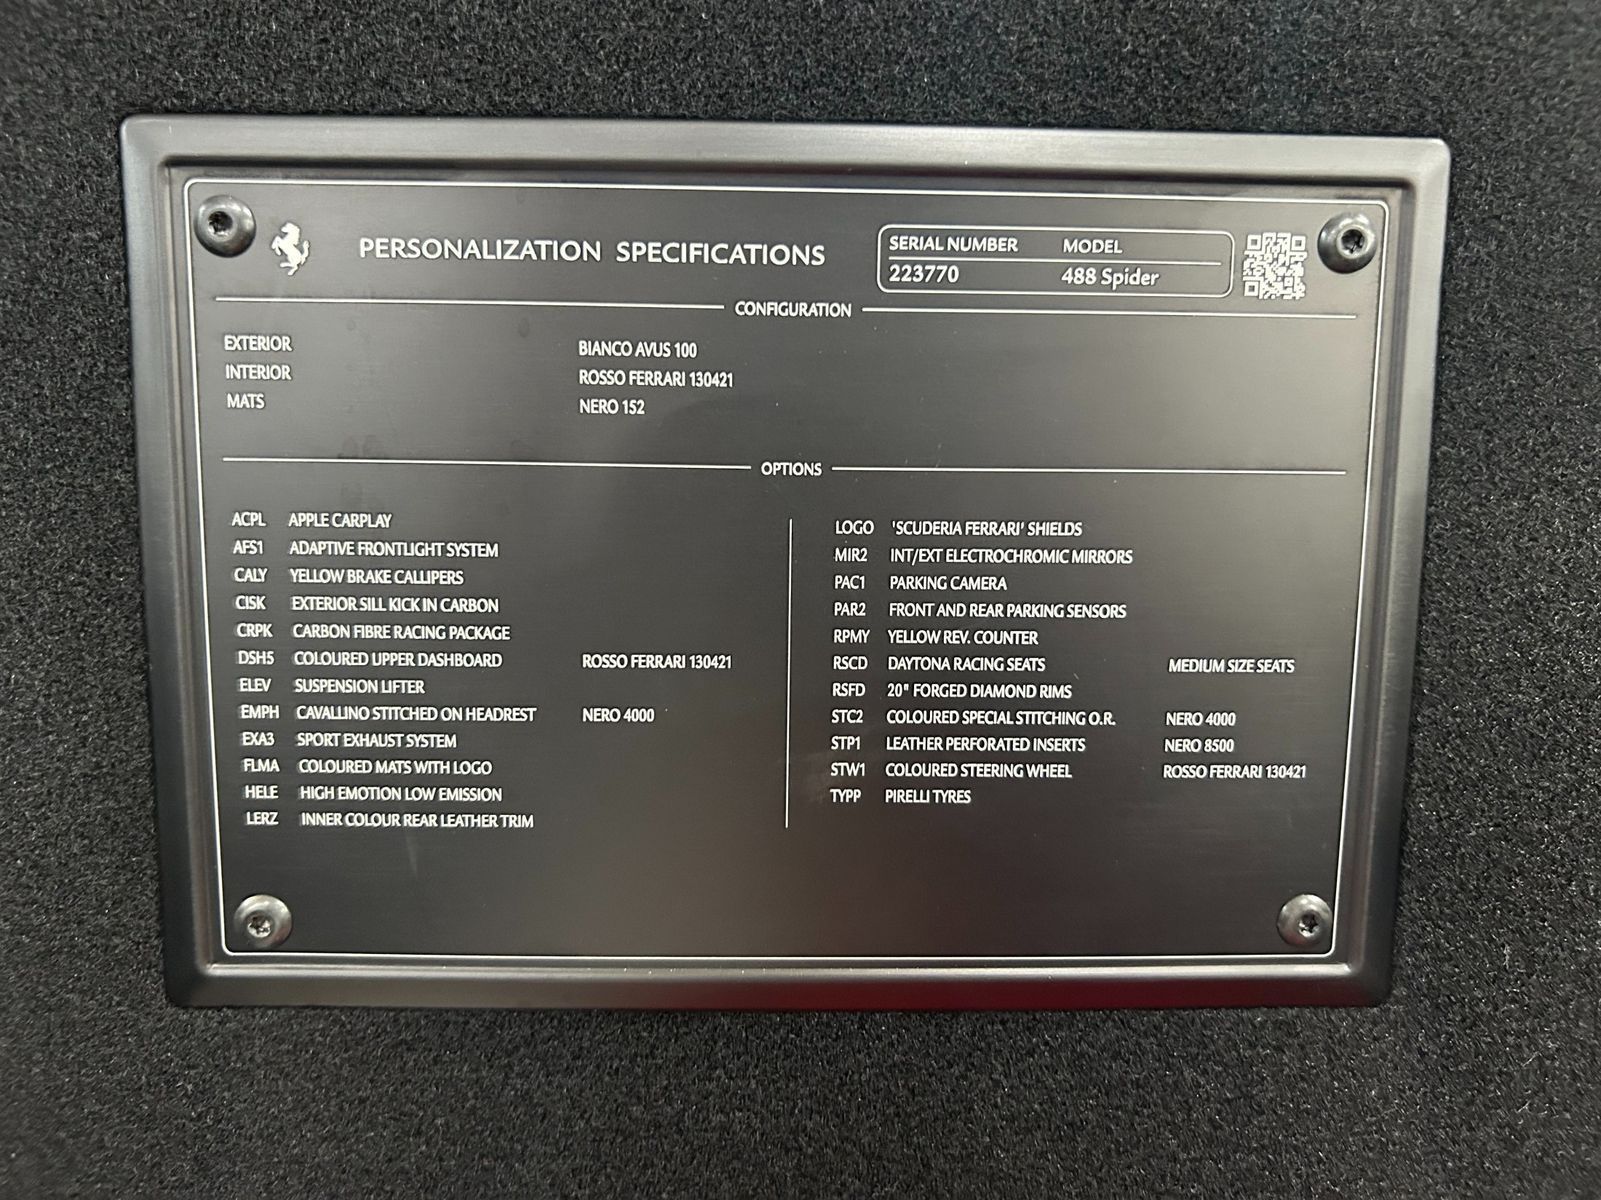 PERSONALIZATION SPECIFICATIONS
SERIAL NUMBER MODEL
223770 488 Spider
CONFIGURATION
EXTERIOR BIANCO AVUS 100
INTERIOR ROSSO FERRARI 130421
MATS NERO 152
OPTIONS
ACPL APPLE CARPLAY
AFS1 ADAPTIVE FRONTLIGHT SYSTEM
CALY YELLOW BRAKE CALLIPERS
CISK EXTERIOR SILL KICK IN CARBON
CRPK CARBON FIBRE RACING PACKAGE
DSH5 COLOURED UPPER DASHBOARD ROSSO FERRARI 130421
ELEV SUSPENSION LIFTER
EMPH CAVALLINO STITCHED ON HEADREST NERO 4000
EXA3 SPORT EXHAUST SYSTEM
FLMA COLOURED MATS WITH LOGO
HELE HIGH EMOTION LOW EMISSION
LERZ INNER COLOUR REAR LEATHER TRIM
LOGO 'SCUDERIA FERRARI' SHIELDS
MIR2 INT/EXT ELECTROCHROMIC MIRRORS
PAC1 PARKING CAMERA
PAR2 FRONT AND REAR PARKING SENSORS
RPMY YELLOW REV. COUNTER
RSCD DAYTONA RACING SEATS MEDIUM SIZE SEATS
RSFD 20" FORGED DIAMOND RIMS
STC2 COLOURED SPECIAL STITCHING O.R. NERO 4000
STP1 LEATHER PERFORATED INSERTS NERO 8500
STW1 COLOURED STEERING WHEEL ROSSO FERRARI 130421
TYPP PIRELLI TYRES